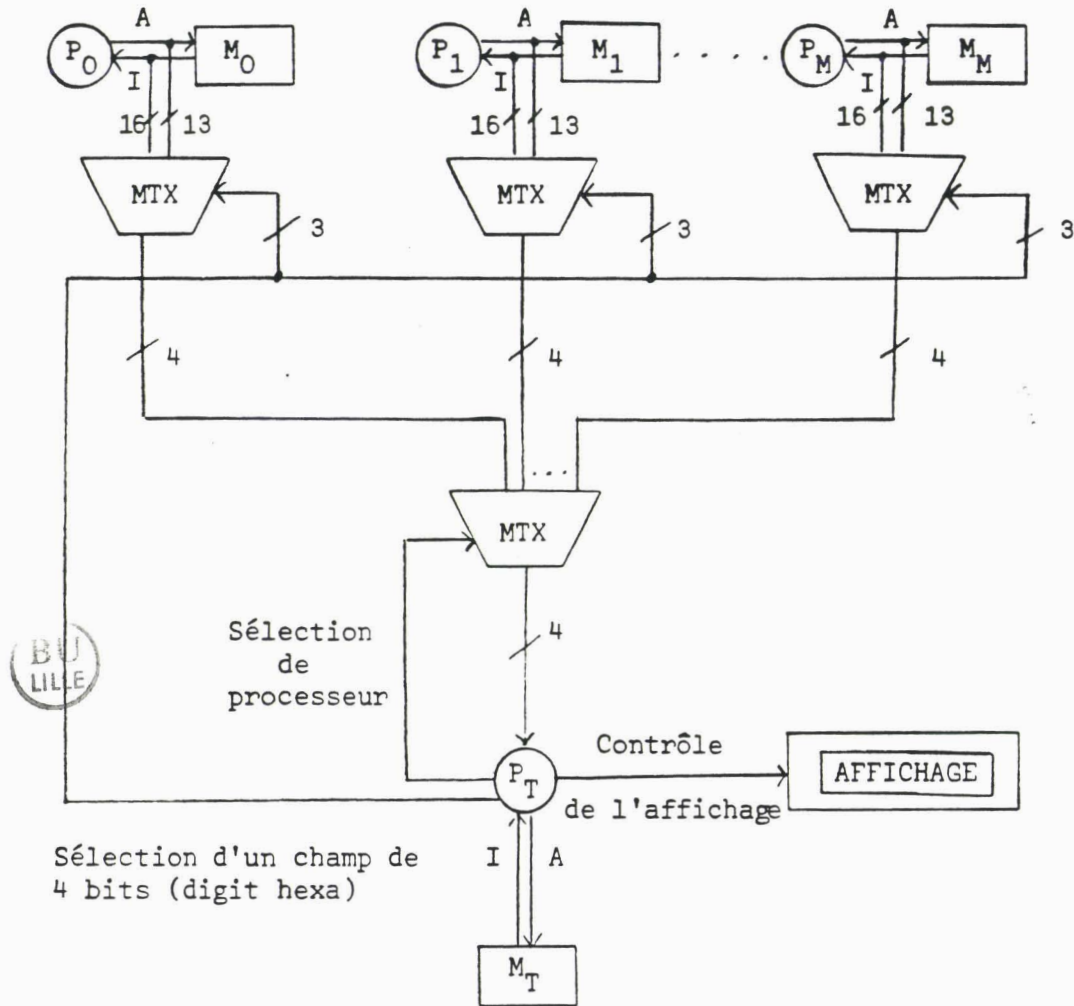 A A A
P0 M0 P1 M1 . . . . . PM MM
I I I
16 13 16 13 16 13
MTX MTX MTX
3 3 3
4 4 4
....
MTX
Sélection
de
processeur
4
BU
LILLE
PT
Contrôle
de l'affichage
AFFICHAGE
Sélection d'un champ de
4 bits (digit hexa)
I A
MT